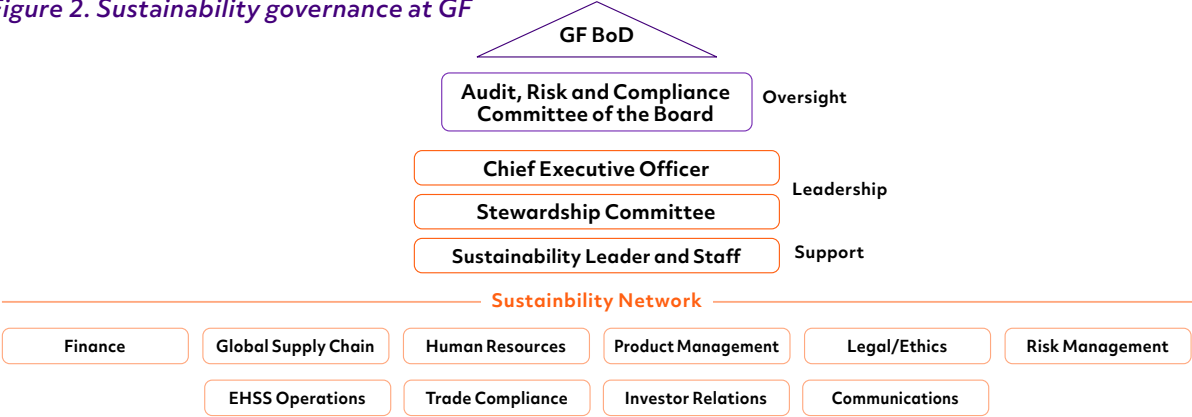 Figure 2. Sustainability governance at GF
GF BoD
Audit, Risk and Compliance
Committee of the Board
Oversight
Chief Executive Officer
Leadership
Stewardship Committee
Sustainability Leader and Staff
Support
Sustainbility Network
Finance
Global Supply Chain
Human Resources
Product Management
Legal/Ethics
Risk Management
EHSS Operations
Trade Compliance
Investor Relations
Communications